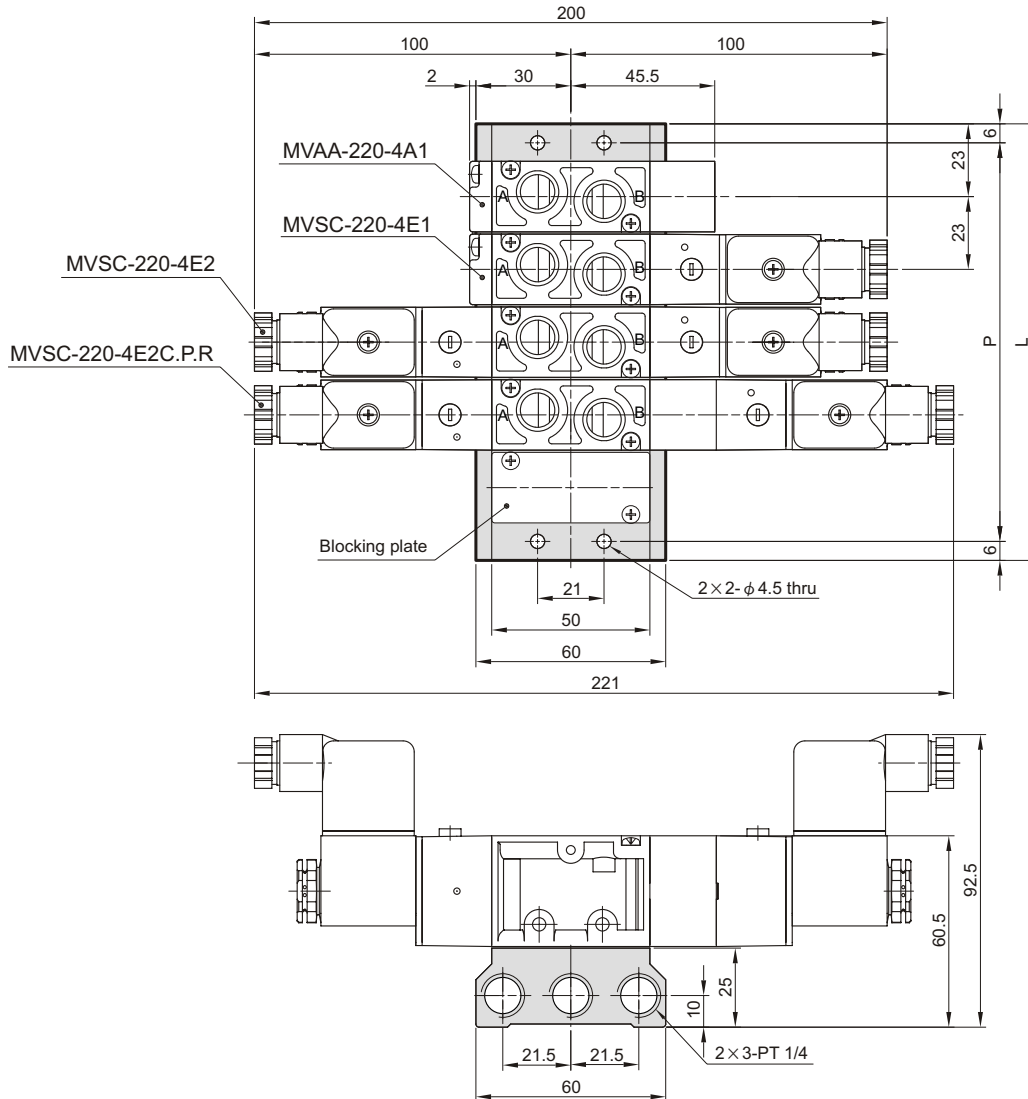 200
100
100
2
30
45.5
6
23
MVAA-220-4A1
A
B
MVSC-220-4E1
23
A
B
MVSC-220-4E2
A
B
P
L
MVSC-220-4E2C.P.R
A
B
Blocking plate
6
21
2×2-ϕ4.5 thru
50
60
221
92.5
60.5
25
10
21.5
21.5
2×3-PT 1/4
60